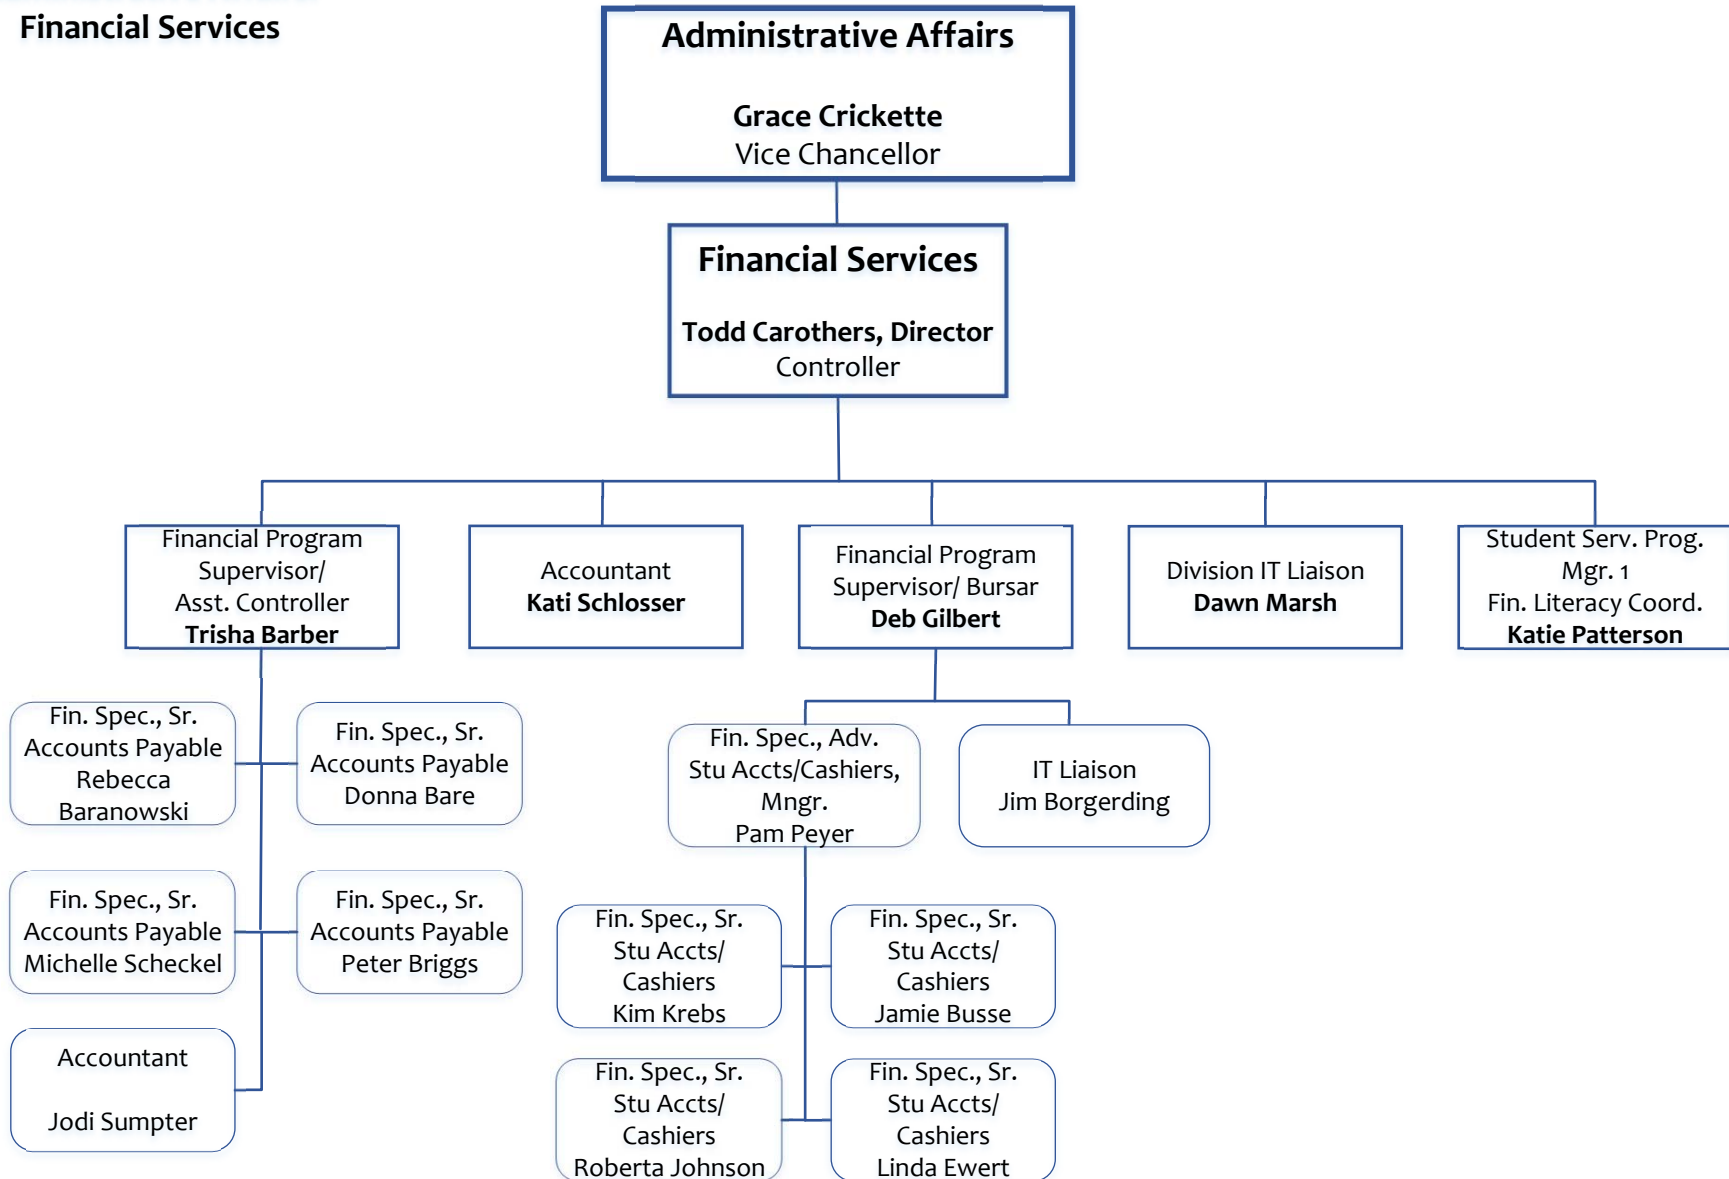 Financial Services
Administrative Affairs
Grace Crickette
Vice Chancellor
Financial Services
Todd Carothers, Director
Controller
Financial Program
Supervisor/
Asst. Controller
Trisha Barber
Accountant
Kati Schlosser
Financial Program
Supervisor/ Bursar
Deb Gilbert
Division IT Liaison
Dawn Marsh
Student Serv. Prog.
Mgr. 1
Fin. Literacy Coord.
Katie Patterson
Fin. Spec., Sr.
Accounts Payable
Rebecca
Baranowski
Fin. Spec., Sr.
Accounts Payable
Donna Bare
Fin. Spec., Sr.
Accounts Payable
Michelle Scheckel
Fin. Spec., Sr.
Accounts Payable
Peter Briggs
Accountant
Jodi Sumpter
Fin. Spec., Adv.
Stu Accts/Cashiers,
Mngr.
Pam Peyer
IT Liaison
Jim Borgerding
Fin. Spec., Sr.
Stu Accts/
Cashiers
Kim Krebs
Fin. Spec., Sr.
Stu Accts/
Cashiers
Jamie Busse
Fin. Spec., Sr.
Stu Accts/
Cashiers
Roberta Johnson
Fin. Spec., Sr.
Stu Accts/
Cashiers
Linda Ewert